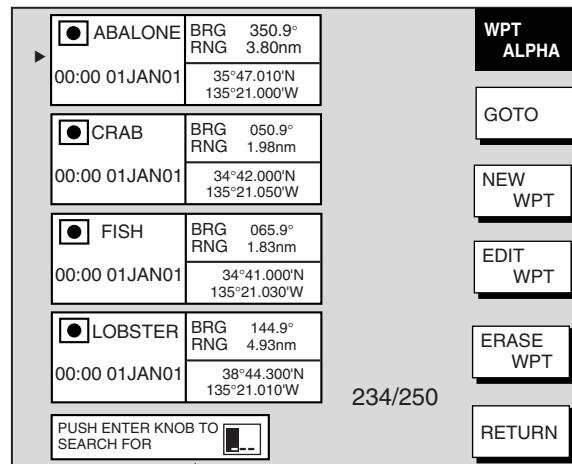 ABALONE
BRG 350.9°
RNG 3.80nm
00:00 01JAN01
35°47.010'N
135°21.000'W
CRAB
BRG 050.9°
RNG 1.98nm
00:00 01JAN01
34°42.000'N
135°21.050'W
FISH
BRG 065.9°
RNG 1.83nm
00:00 01JAN01
34°41.000'N
135°21.030'W
LOBSTER
BRG 144.9°
RNG 4.93nm
00:00 01JAN01
38°44.300'N
135°21.010'W
PUSH ENTER KNOB TO
SEARCH FOR
234/250
WPT
ALPHA
GOTO
NEW
WPT
EDIT
WPT
ERASE
WPT
RETURN